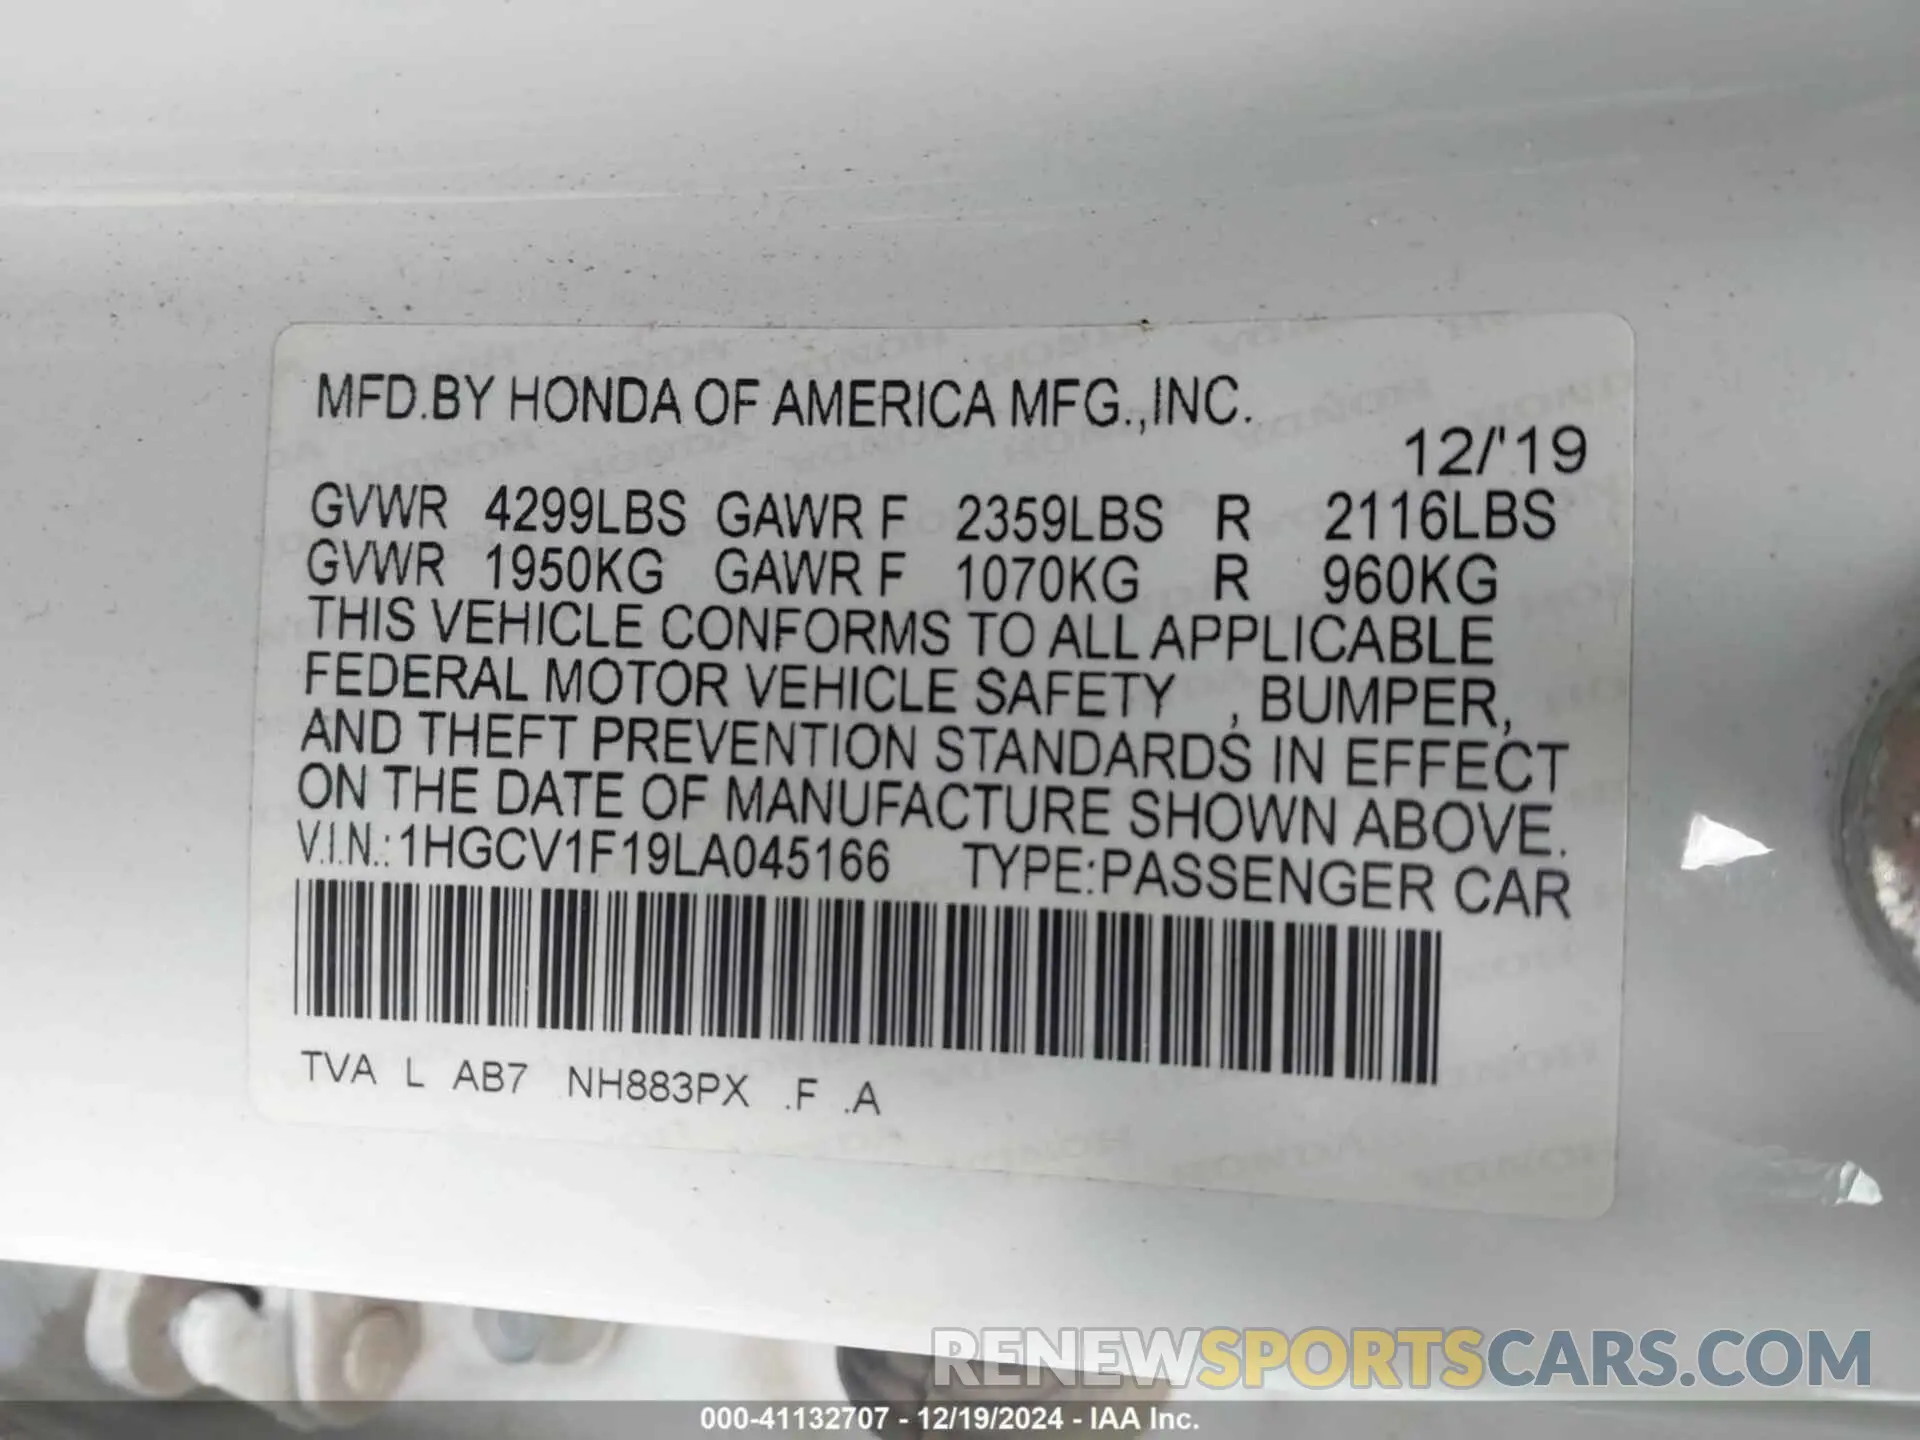 MFD.BY HONDA OF AMERICA MFG.,INC.
12/'19
GVWR 4299LBS GAWR F 2359LBS R 2116LBS
GVWR 1950KG GAWR F 1070KG R 960KG
THIS VEHICLE CONFORMS TO ALL APPLICABLE
FEDERAL MOTOR VEHICLE SAFETY , BUMPER,
AND THEFT PREVENTION STANDARDS IN EFFECT
ON THE DATE OF MANUFACTURE SHOWN ABOVE.
V.I.N.:1HGCV1F19LA045166 TYPE:PASSENGER CAR
TVA L AB7 NH883PX .F .A
RENEWSPORTSCARS.COM
000-41132707 - 12/19/2024 - IAA Inc.